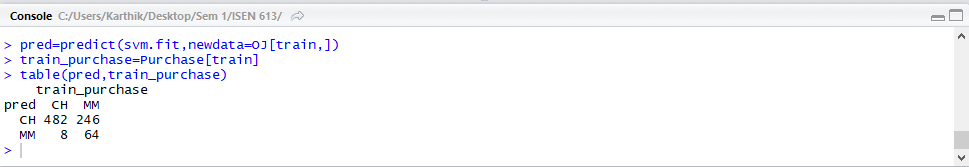 Console C:/Users/Karthik/Desktop/Sem 1/ISEN 613/
> pred=predict(svm.fit,newdata=OJ[train,])
> train_purchase=Purchase[train]
> table(pred,train_purchase)
    train_purchase
pred  CH  MM
  CH 482 246
  MM   8  64
>